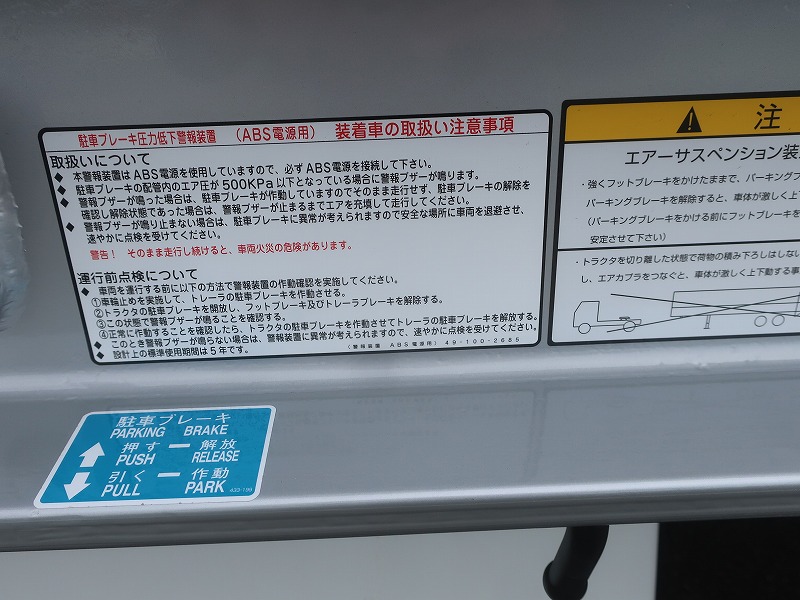 駐車ブレーキ圧力低下警報装置 （ABS電源用） 装着車の取扱い注意事項
取扱いについて
◆ 本警報装置はABS電源を使用していますので、必ずABS電源を接続して下さい。
◆ 駐車ブレーキの配管内のエア圧が500KPa以下となっている場合に警報ブザーが鳴ります。
◆ 警報ブザーが鳴った場合は、駐車ブレーキが作動していますのでそのまま走行せず、駐車ブレーキの解除を
確認し解除状態であった場合は、警報ブザーが止まるまでエアを充填して走行してください。
◆ 警報ブザーが鳴り止まない場合は、駐車ブレーキに異常が考えられますので安全な場所に車両を退避させ、
速やかに点検を受けてください。
警告！ そのまま走行し続けると、車両火災の危険があります。
運行前点検について
◆ 車両を運行する前に以下の方法で警報装置の作動確認を実施してください。
①車輪止めを実施して、トレーラの駐車ブレーキを作動させる。
②トラクタの駐車ブレーキを開放し、フットブレーキ及びトレーラブレーキを解除する。
③この状態で警報ブザーが鳴ることを確認する。
④正常に作動することを確認したら、トラクタの駐車ブレーキを作動させてトレーラの駐車ブレーキを解放する。
◆ このとき警報ブザーが鳴らない場合は、警報装置に異常が考えられますので、速やかに点検を受けてください。
◆ 設計上の標準使用期間は5年です。
（警報装置 ABS電源用） 49-100-2685
注
エアーサスペンション装
・強くフットブレーキをかけたままで、パーキングブ
パーキングブレーキを解除すると、車体が激しく上下
（パーキングブレーキをかける前にフットブレーキを
安定させて下さい）
・トラクタを切り離した状態で荷物の積み下ろしはしない
し、エアカプラをつなぐと、車体が激しく上下動する事
駐車ブレーキ
PARKING BRAKE
押す ー 解放
PUSH RELEASE
引く ー 作動
PULL PARK
433-198